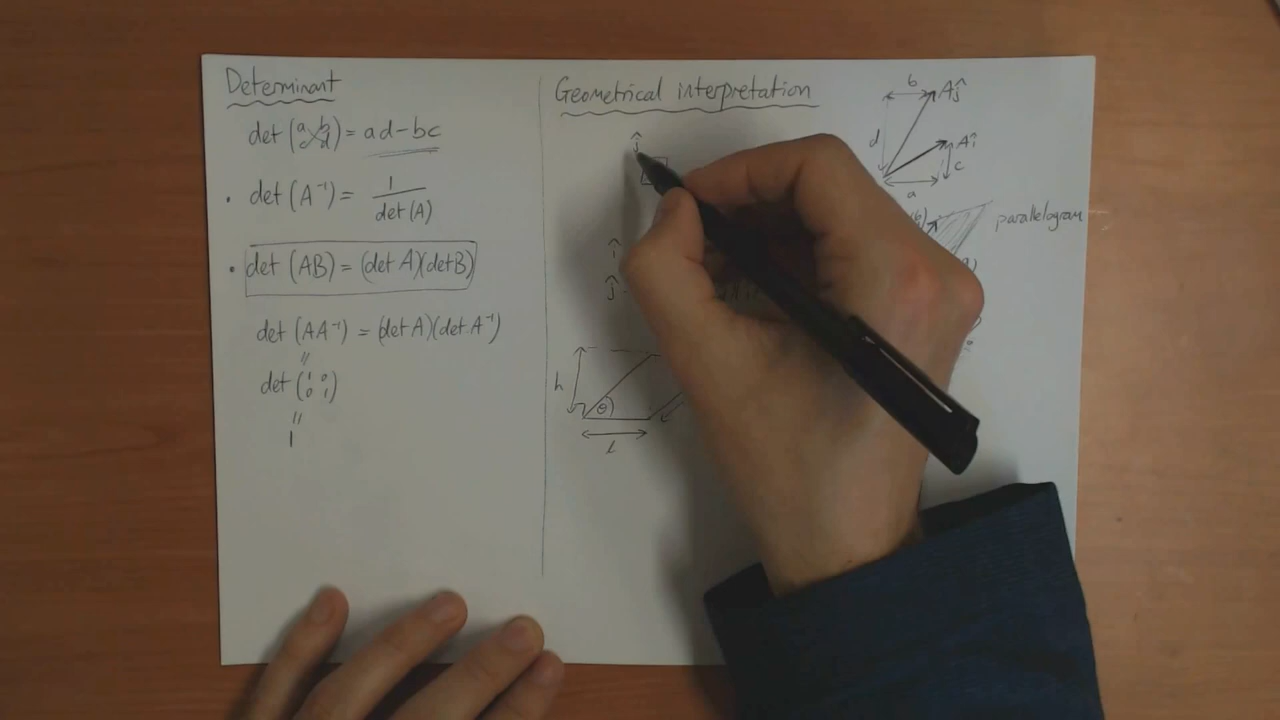 Determinant
det (a b c d) = ad-bc
• det (A⁻¹) = 1/det(A)
• det (AB) = (det A)(det B)
det (AA⁻¹) = (det A)(det A⁻¹)
"
det (1 0 0 1)
"
1
Geometrical interpretation
ĵ
î
ĵ
h
θ
l
b
Aĵ
d
Aî
c
a
parallelogram